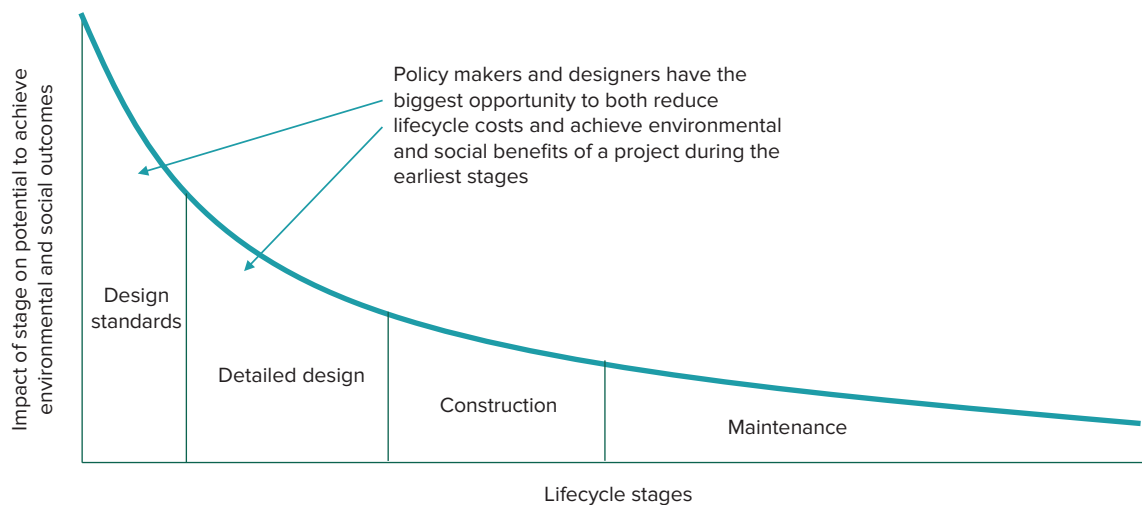 Impact of stage on potential to achieve
environmental and social outcomes
Policy makers and designers have the
biggest opportunity to both reduce
lifecycle costs and achieve environmental
and social benefits of a project during the
earliest stages
Design
standards
Detailed design
Construction
Maintenance
Lifecycle stages